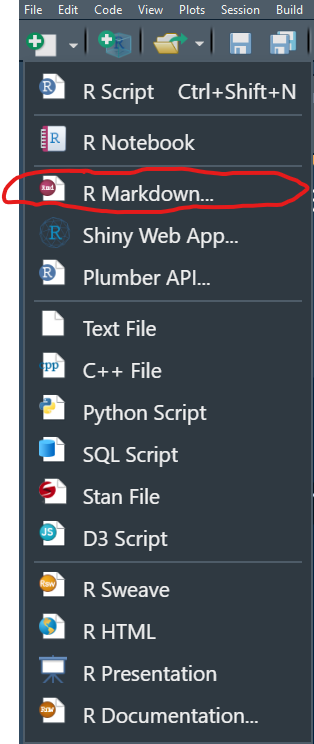 File Edit Code View Plots Session Build
R Script Ctrl+Shift+N
R Notebook
R Markdown...
Shiny Web App...
Plumber API...
Text File
C++ File
Python Script
SQL Script
Stan File
D3 Script
R Sweave
R HTML
R Presentation
R Documentation...